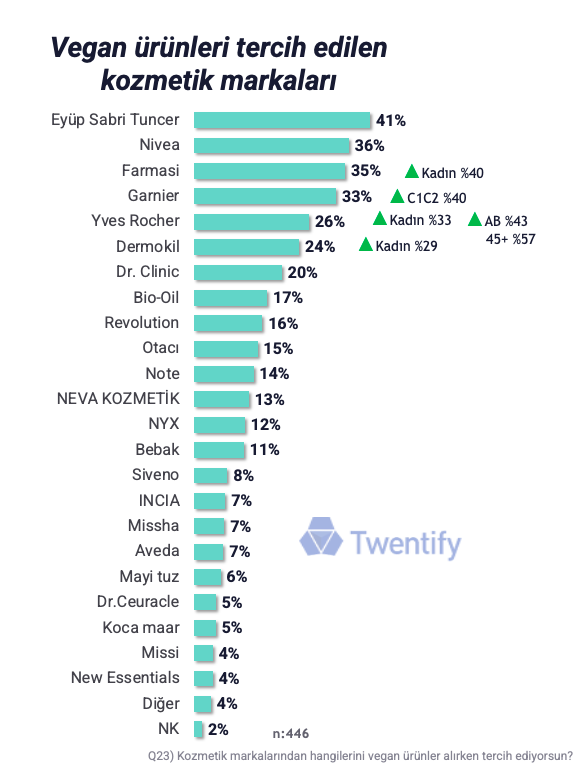 Vegan ürünleri tercih edilen
kozmetik markaları
Eyüp Sabri Tuncer 41%
Nivea 36%
Farmasi 35% Kadın %40
Garnier 33% C1C2 %40
Yves Rocher 26% Kadın %33 AB %43
45+ %57
Dermokil 24% Kadın %29
Dr. Clinic 20%
Bio-Oil 17%
Revolution 16%
Otacı 15%
Note 14%
NEVA KOZMETİK 13%
NYX 12%
Bebak 11%
Siveno 8%
INCIA 7%
Missha 7%
Aveda 7%
Twentify
Mayi tuz 6%
Dr.Ceuracle 5%
Koca maar 5%
Missi 4%
New Essentials 4%
Diğer 4%
NK 2%
n:446
Q23) Kozmetik markalarından hangilerini vegan ürünler alırken tercih ediyorsun?